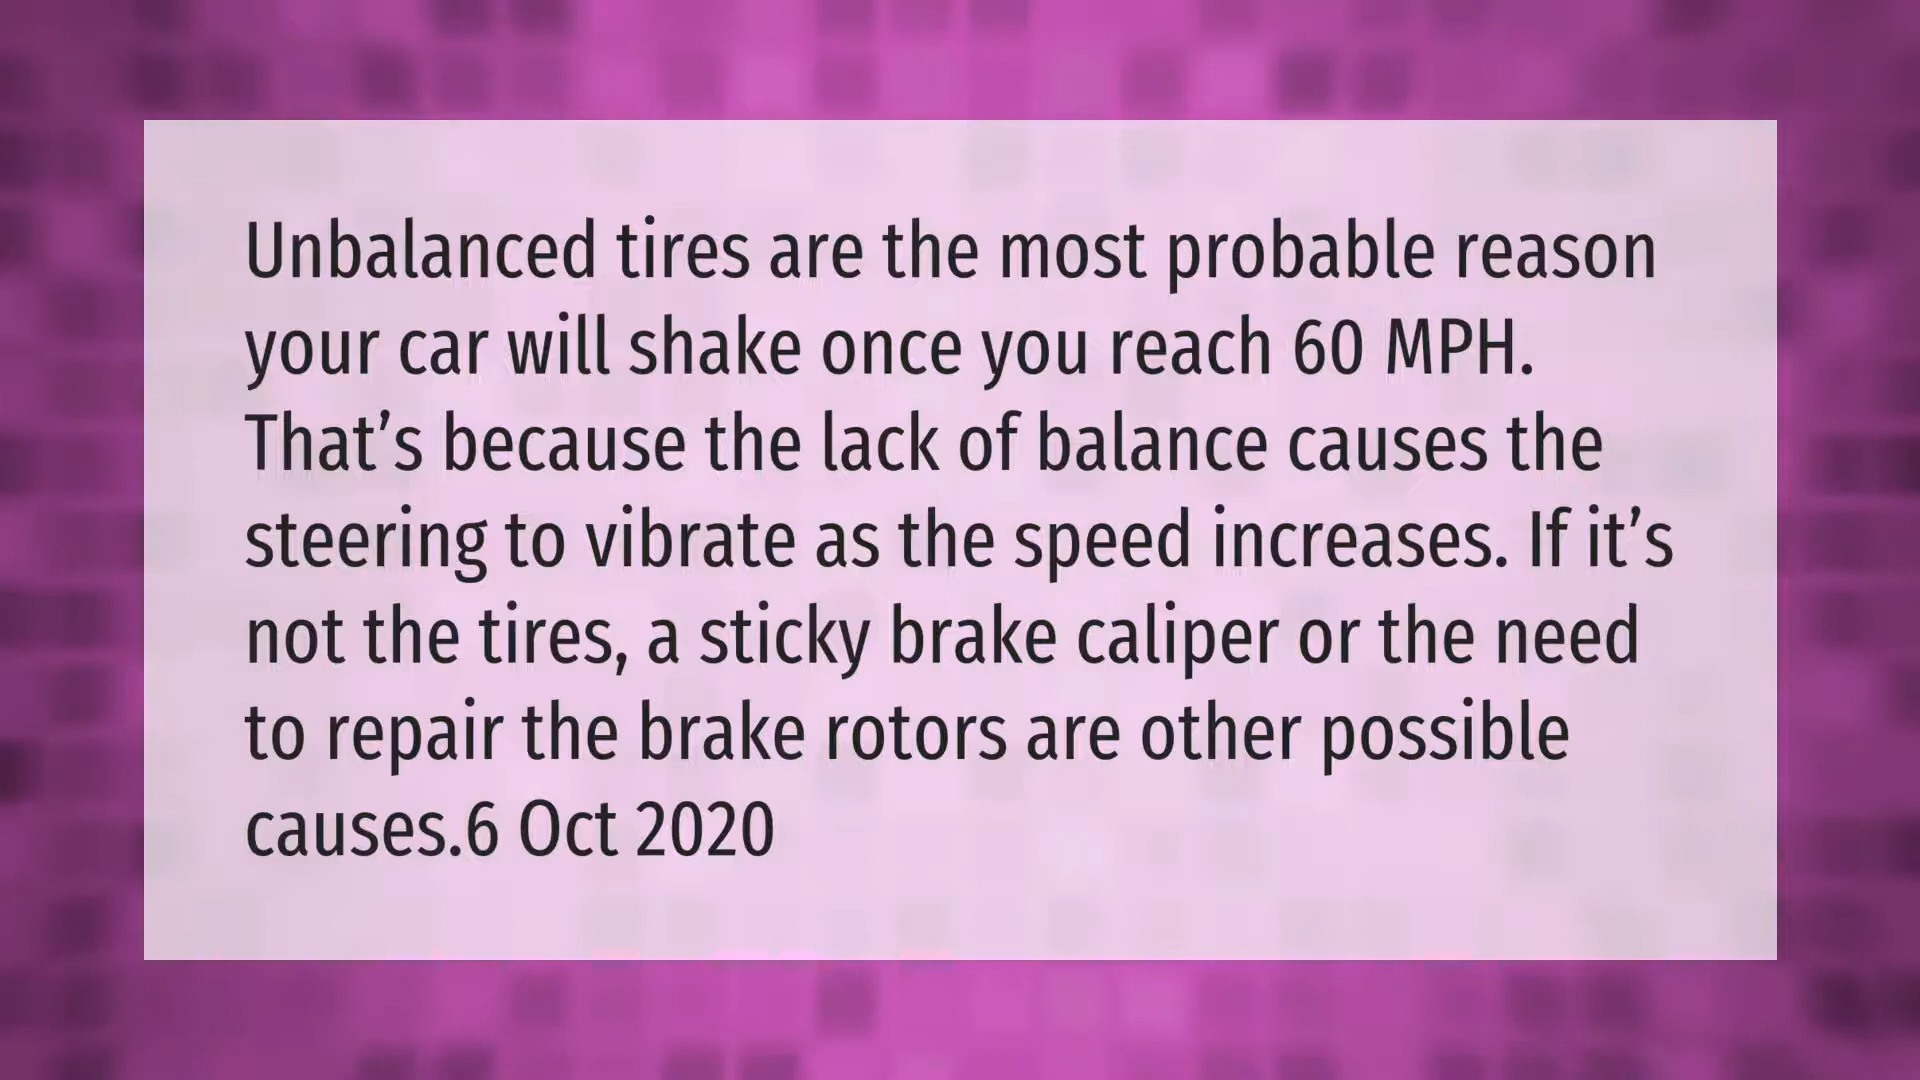 Unbalanced tires are the most probable reason
your car will shake once you reach 60 MPH.
That’s because the lack of balance causes the
steering to vibrate as the speed increases. If it’s
not the tires, a sticky brake caliper or the need
to repair the brake rotors are other possible
causes.6 Oct 2020